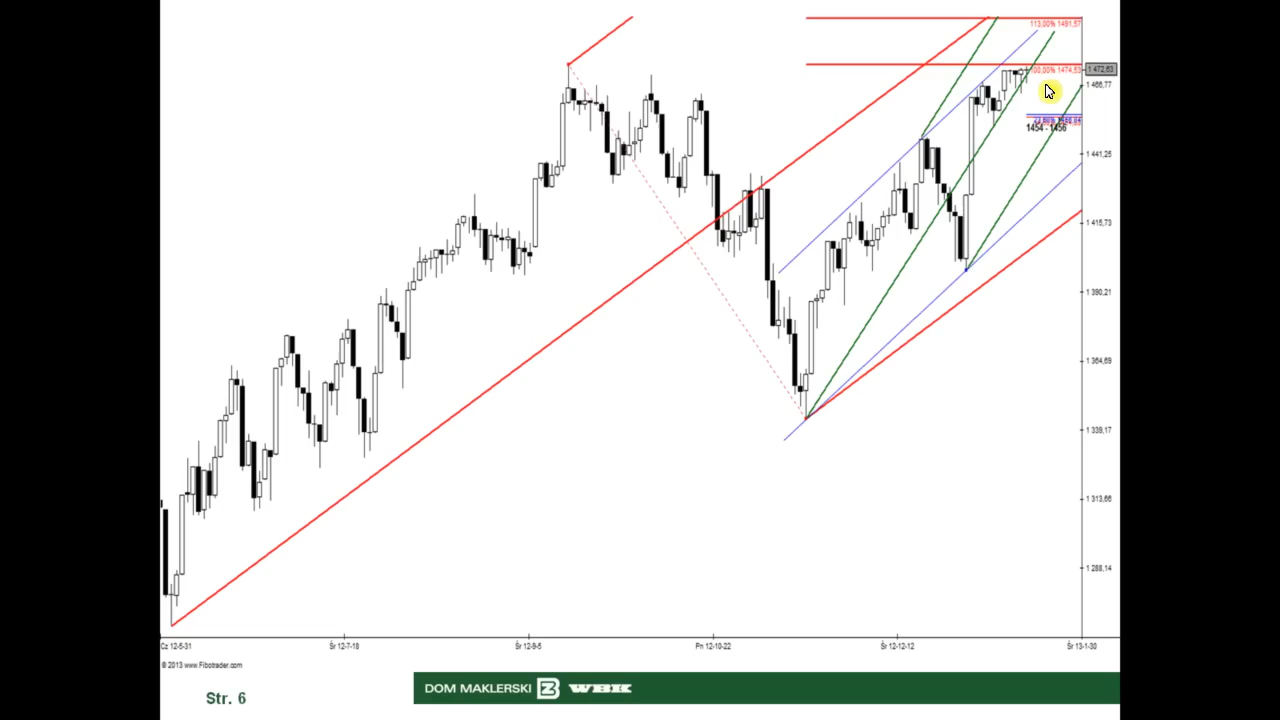 113,00% 1491,57
100,00% 1474,53
1 472,63
1 466,77
1454 - 1456
1 441,25
1 415,73
1 390,21
1 364,69
1 339,17
1 313,66
1 288,14
Cz 12-5-31
Śr 12-7-18
Śr 12-9-5
Pn 12-10-22
Śr 12-12-12
Śr 13-1-30
© 2013 www.Fibotrader.com
Str. 6
DOM MAKLERSKI Z WBK